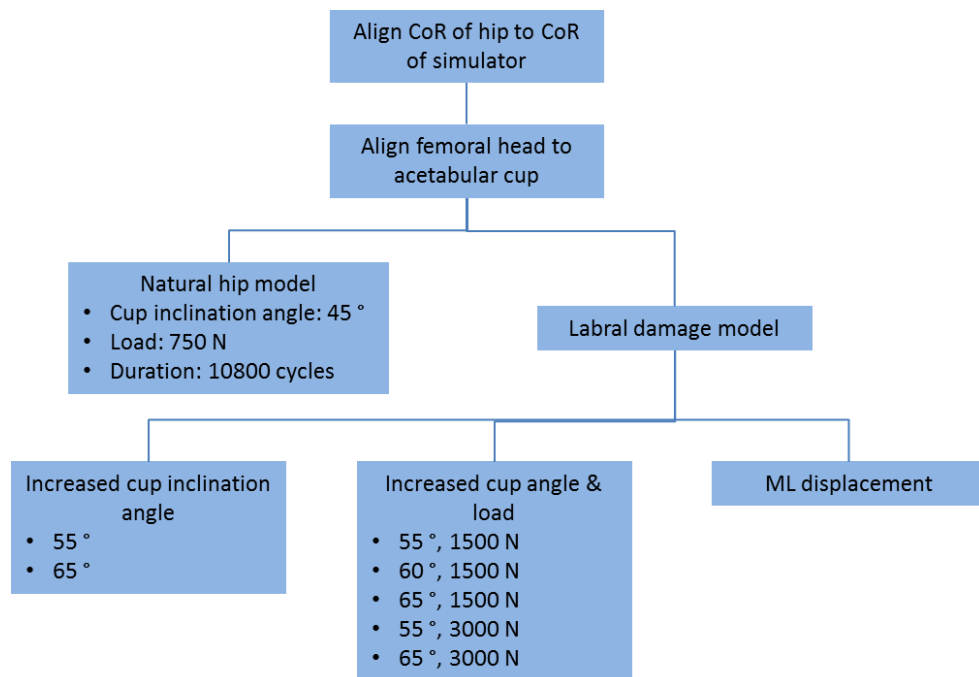 Align CoR of hip to CoR
of simulator
Align femoral head to
acetabular cup
Natural hip model
• Cup inclination angle: 45 °
• Load: 750 N
• Duration: 10800 cycles
Labral damage model
Increased cup inclination
angle
• 55 °
• 65 °
Increased cup angle &
load
• 55 °, 1500 N
• 60 °, 1500 N
• 65 °, 1500 N
• 55 °, 3000 N
• 65 °, 3000 N
ML displacement